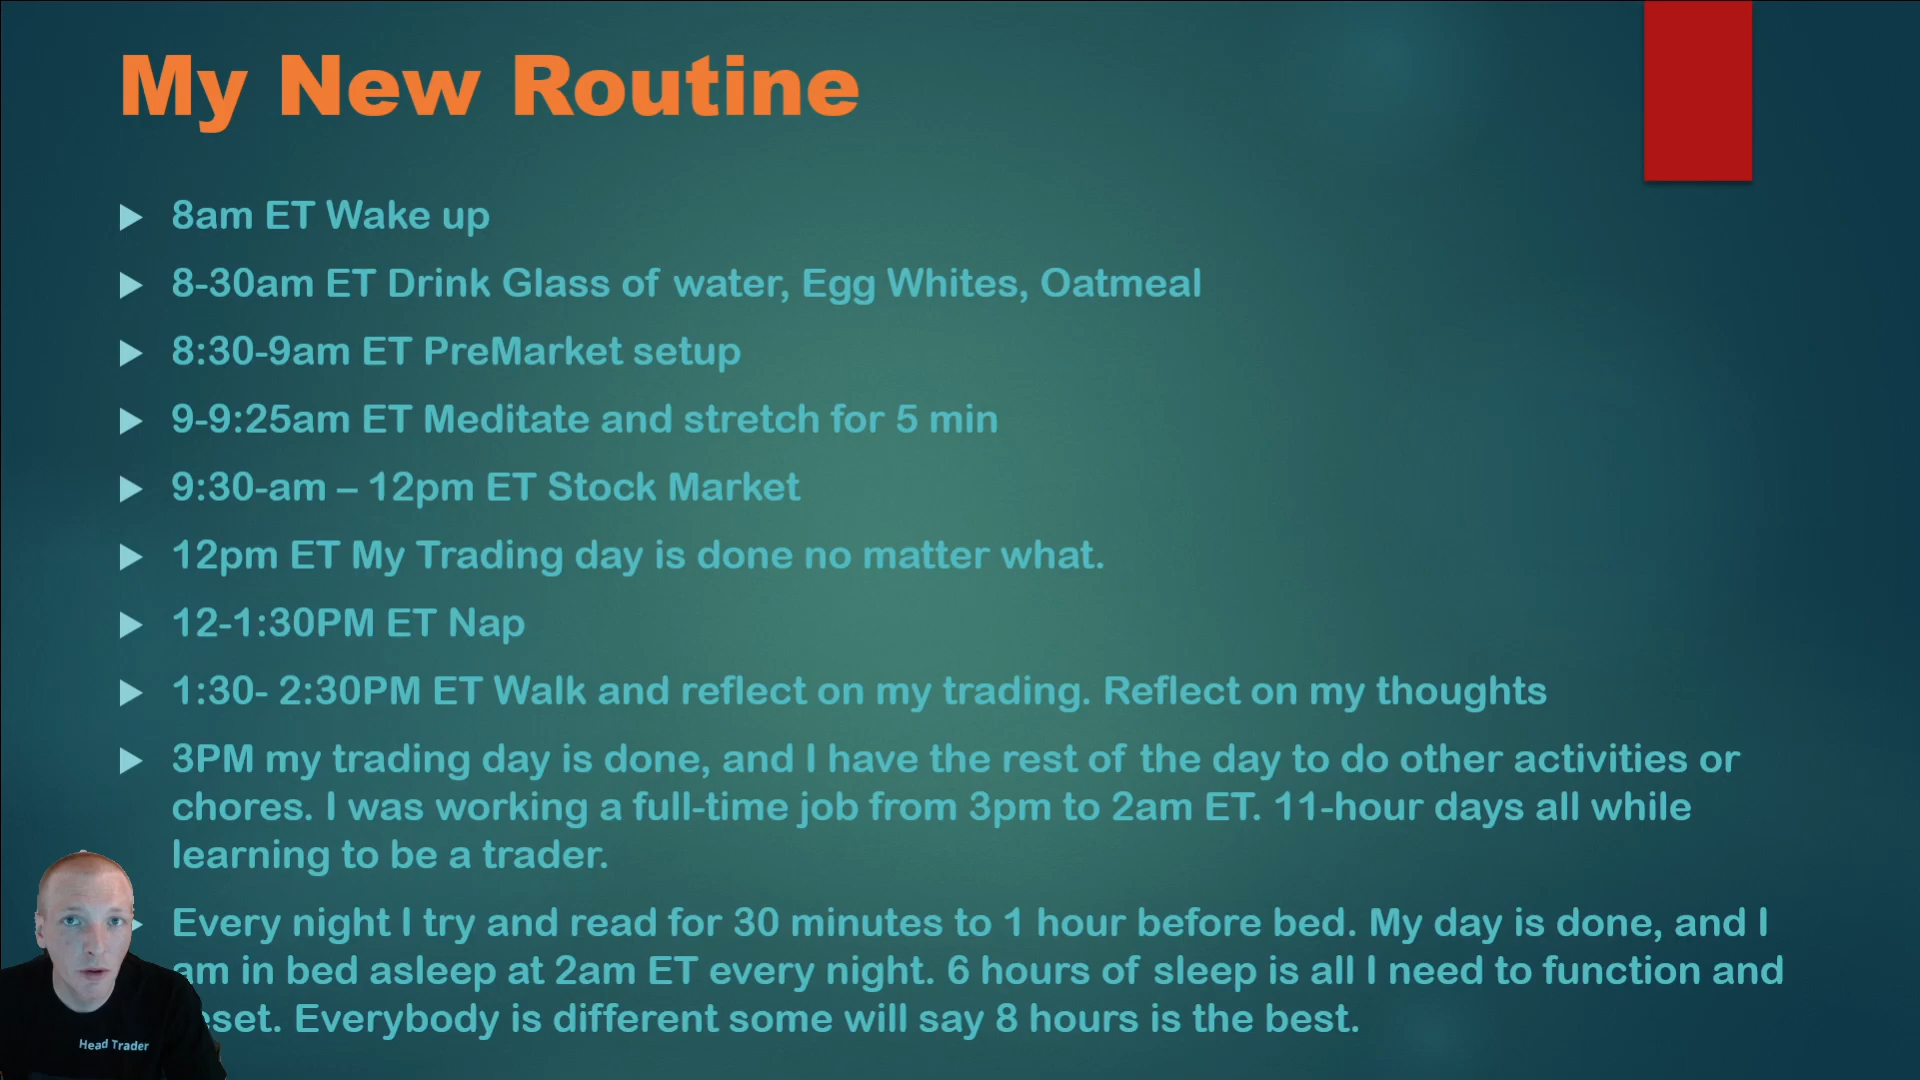 My New Routine
8am ET Wake up
8-30am ET Drink Glass of water, Egg Whites, Oatmeal
8:30-9am ET PreMarket setup
9-9:25am ET Meditate and stretch for 5 min
9:30-am – 12pm ET Stock Market
12pm ET My Trading day is done no matter what.
12-1:30PM ET Nap
1:30- 2:30PM ET Walk and reflect on my trading. Reflect on my thoughts
3PM my trading day is done, and I have the rest of the day to do other activities or
chores. I was working a full-time job from 3pm to 2am ET. 11-hour days all while
learning to be a trader.
Every night I try and read for 30 minutes to 1 hour before bed. My day is done, and I
am in bed asleep at 2am ET every night. 6 hours of sleep is all I need to function and
eset. Everybody is different some will say 8 hours is the best.
Head Trader